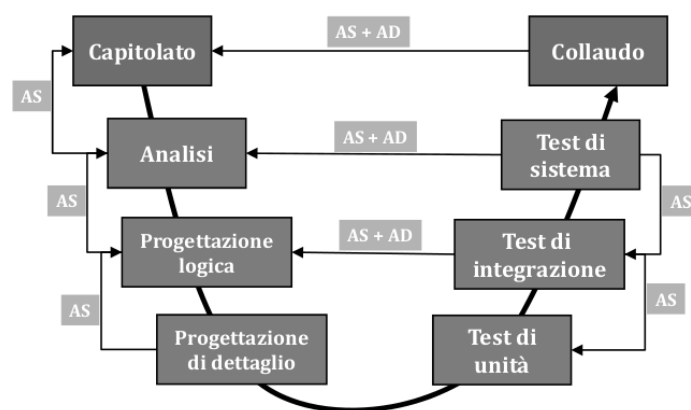 Capitolato
AS + AD
Collaudo
AS
Analisi
AS + AD
Test di
sistema
AS
AS
Progettazione
logica
AS + AD
Test di
integrazione
AS
AS
Progettazione
di dettaglio
Test di
unità